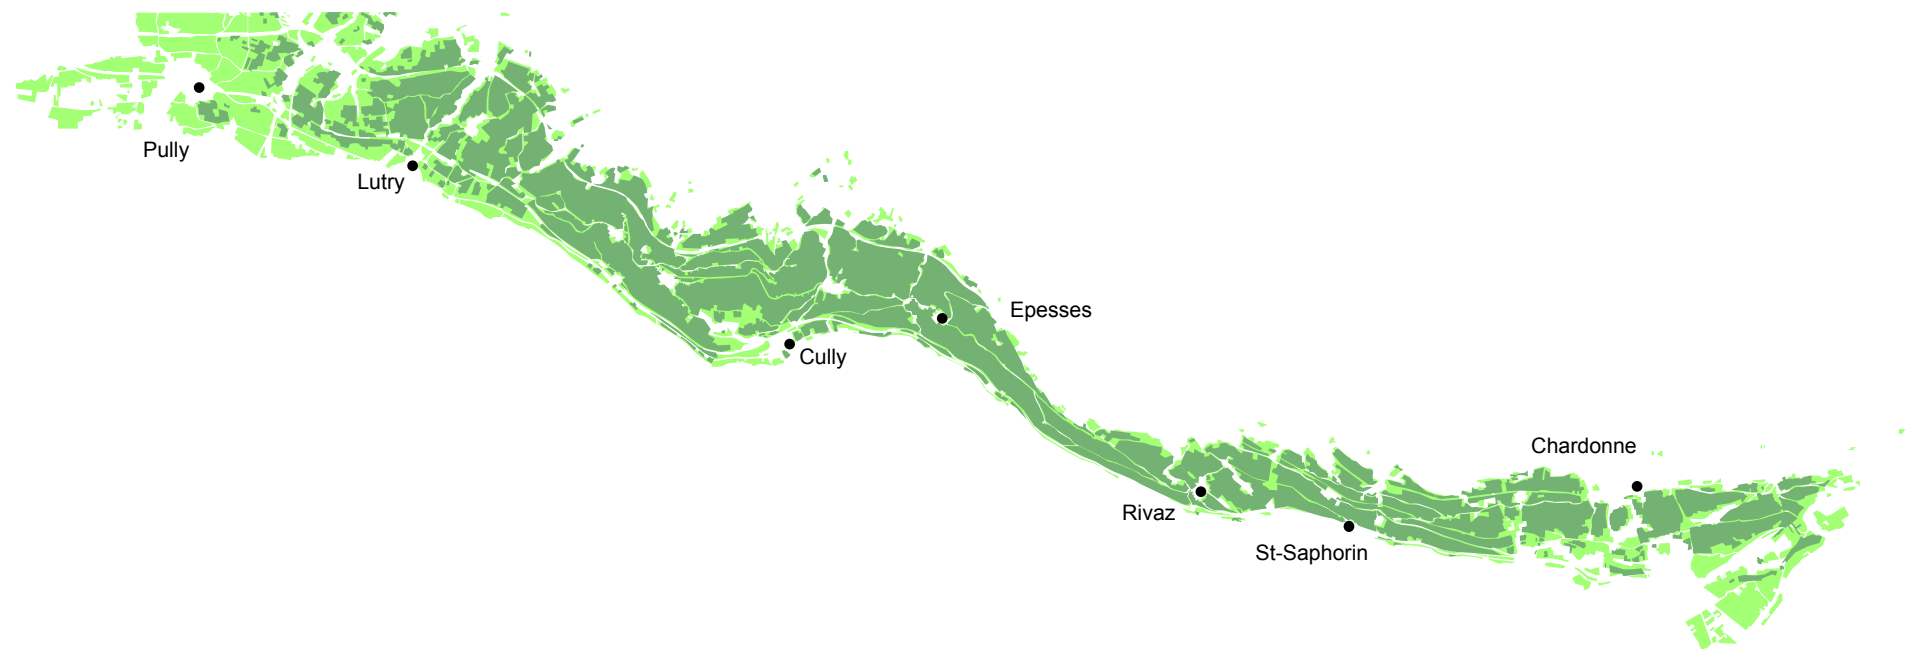 Pully
Lutry
Epesses
Cully
Chardonne
Rivaz
St-Saphorin